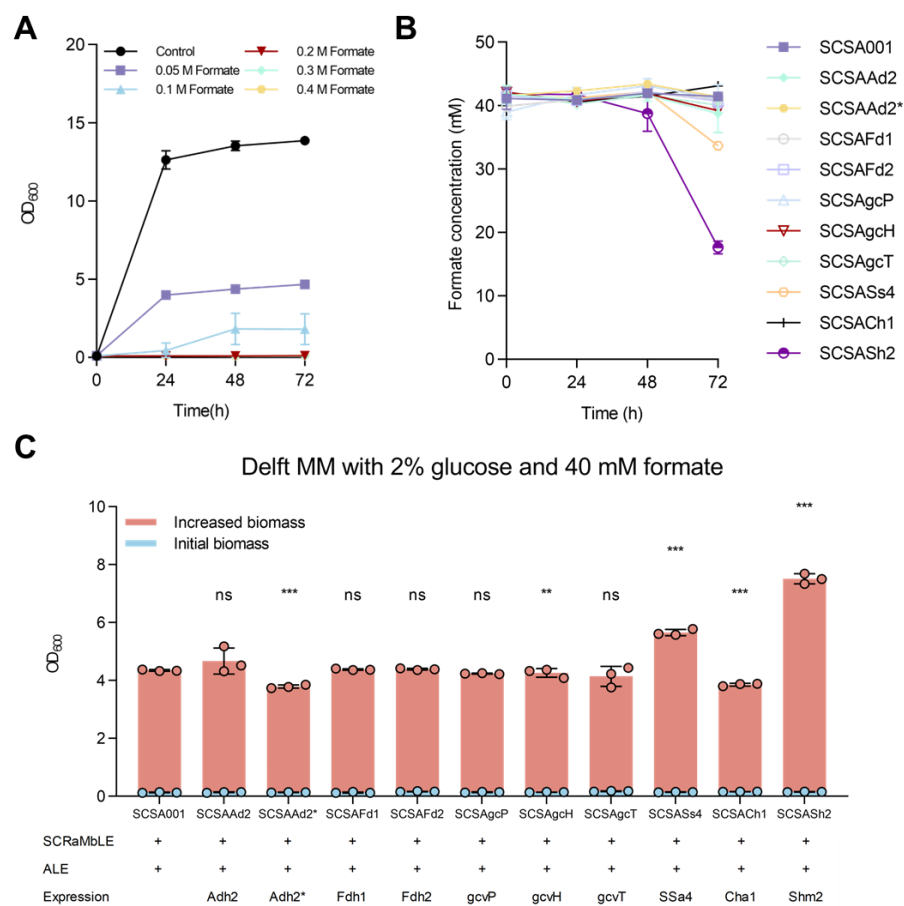 A
20
15
10
5
0
OD600
0 24 48 72
Time(h)
Control
0.05 M Formate
0.1 M Formate
0.2 M Formate
0.3 M Formate
0.4 M Formate
B
50
40
30
20
10
0
Formate concentration (mM)
0 24 48 72
Time (h)
SCSA001
SCSAAd2
SCSAAd2*
SCSAFd1
SCSAFd2
SCSAgcP
SCSAgcH
SCSAgcT
SCSASs4
SCSACh1
SCSASh2
C
Delft MM with 2% glucose and 40 mM formate
10
8
6
4
2
0
OD600
Increased biomass
Initial biomass
ns *** ns ns ns ** ns *** *** ***
SCSA001 SCSAAd2 SCSAAd2* SCSAFd1 SCSAFd2 SCSAgcP SCSAgcH SCSAgcT SCSASs4 SCSACh1 SCSASh2
SCRaMbLE + + + + + + + + + + +
ALE + + + + + + + + + + +
Expression Adh2 Adh2* Fdh1 Fdh2 gcvP gcvH gcvT SSa4 Cha1 Shm2